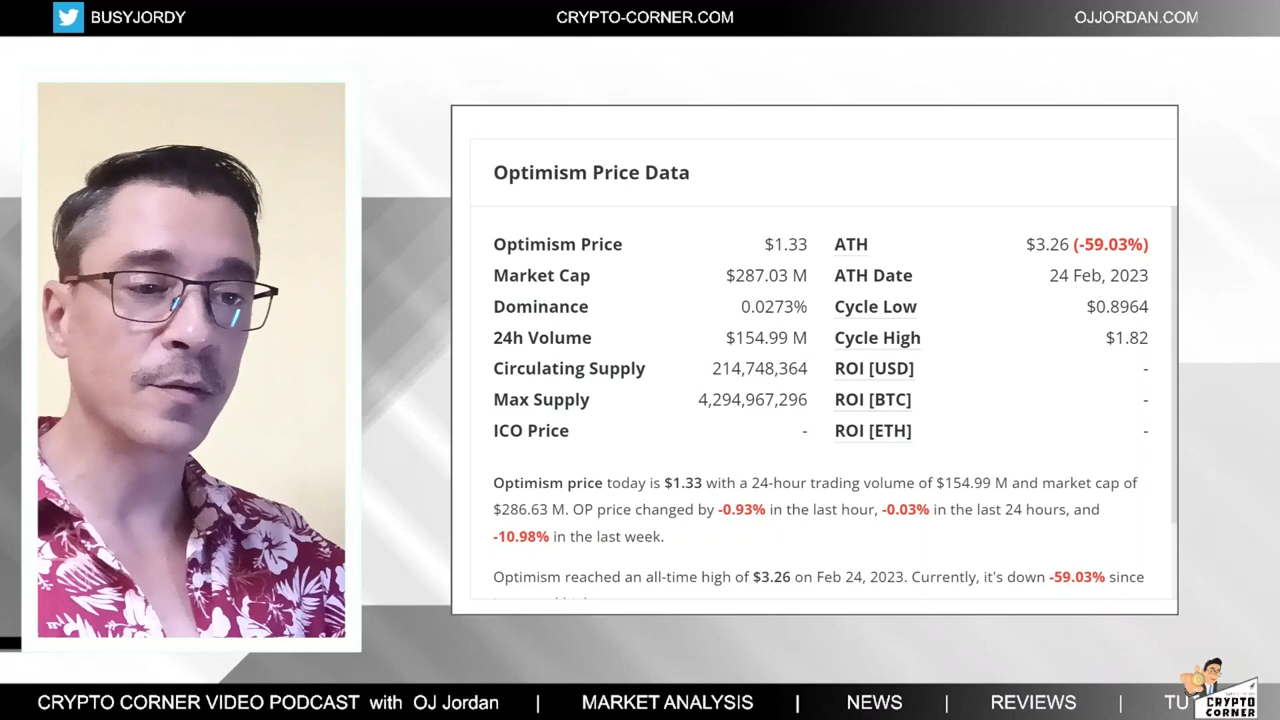 BUSYJORDY
CRYPTO-CORNER.COM
OJJORDAN.COM
Optimism Price Data
Optimism Price $1.33 ATH $3.26 (-59.03%)
Market Cap $287.03 M ATH Date 24 Feb, 2023
Dominance 0.0273% Cycle Low $0.8964
24h Volume $154.99 M Cycle High $1.82
Circulating Supply 214,748,364 ROI [USD] -
Max Supply 4,294,967,296 ROI [BTC] -
ICO Price - ROI [ETH] -
Optimism price today is $1.33 with a 24-hour trading volume of $154.99 M and market cap of
$286.63 M. OP price changed by -0.93% in the last hour, -0.03% in the last 24 hours, and
-10.98% in the last week.
Optimism reached an all-time high of $3.26 on Feb 24, 2023. Currently, it's down -59.03% since
CRYPTO CORNER VIDEO PODCAST with OJ Jordan | MARKET ANALYSIS | NEWS | REVIEWS | TU
CRYPTO
CORNER